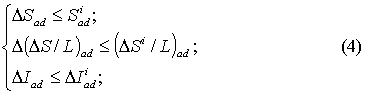 ΔS_ad ≤ S^i_ad;
Δ(ΔS/L)_ad ≤ (ΔS^i/L)_ad; (4)
ΔI_ad ≤ ΔI^i_ad;